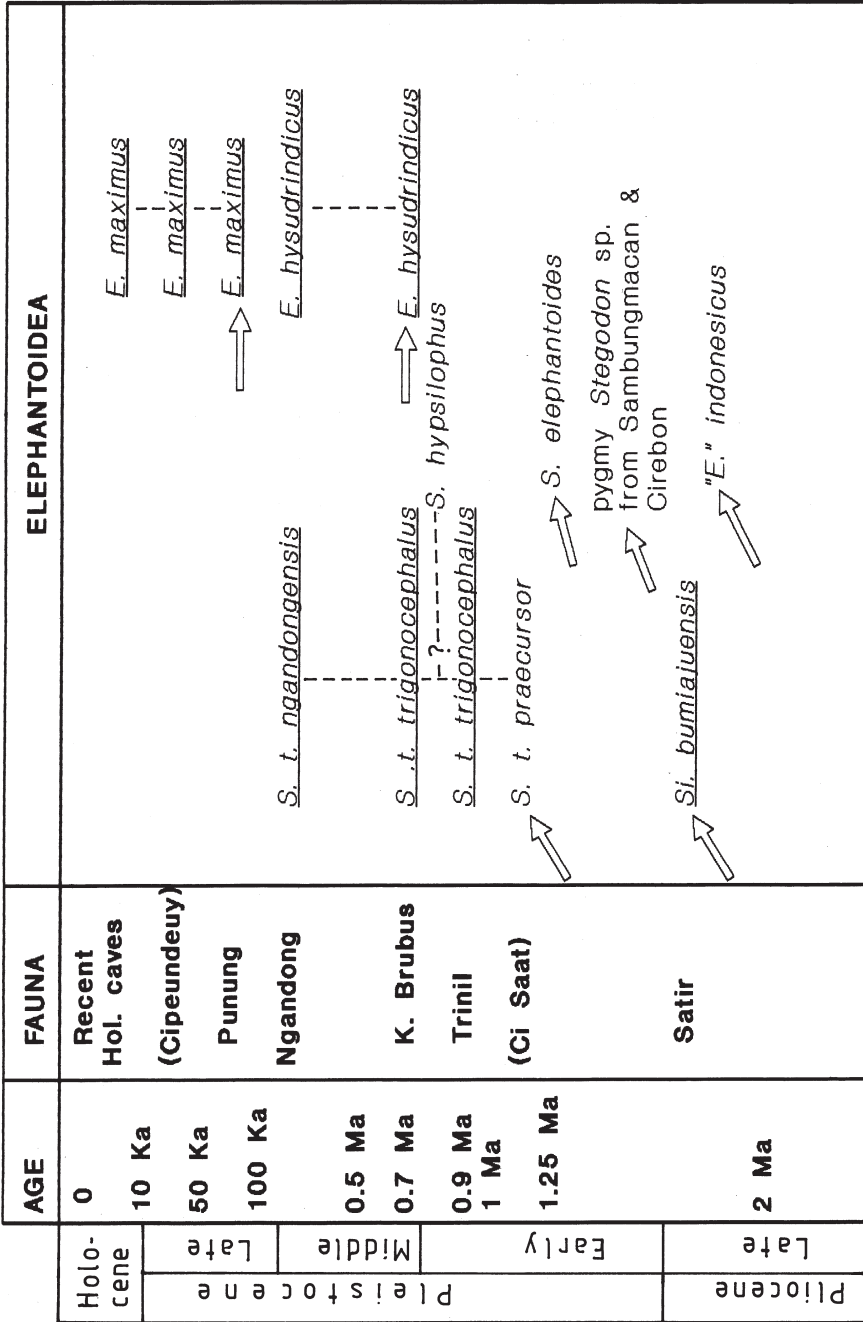 AGE
FAUNA
ELEPHANTOIDEA
Holo-
cene
Pleistocene
Late
Middle
Early
Pliocene
Late
0
10 Ka
50 Ka
100 Ka
0.5 Ma
0.7 Ma
0.9 Ma
1 Ma
1.25 Ma
2 Ma
Recent
Hol. caves
(Cipeundeuy)
Punung
Ngandong
K. Brubus
Trinil
(Ci Saat)
Satir
E. maximus
E. maximus
E. maximus
S. t. ngandongensis
E. hysudrindicus
S .t. trigonocephalus
E. hysudrindicus
-?------S. hypsilophus
S. t. trigonocephalus
S. t. praecursor
S. elephantoides
pygmy Stegodon sp.
from Sambungmacan &
Cirebon
Si. bumiajuensis
"E." indonesicus